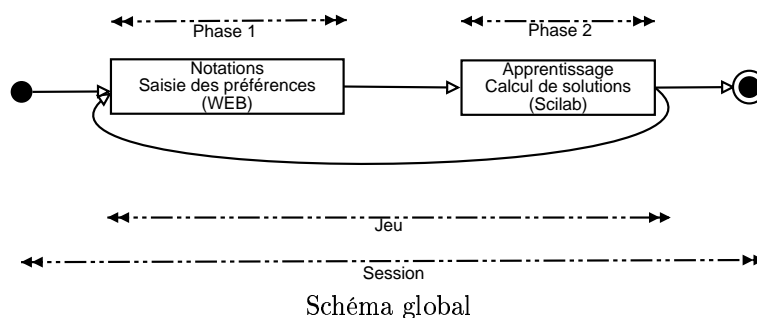 Phase 1
Phase 2
Notations
Saisie des préférences
(WEB)
Apprentissage
Calcul de solutions
(Scilab)
Jeu
Session
Schéma global